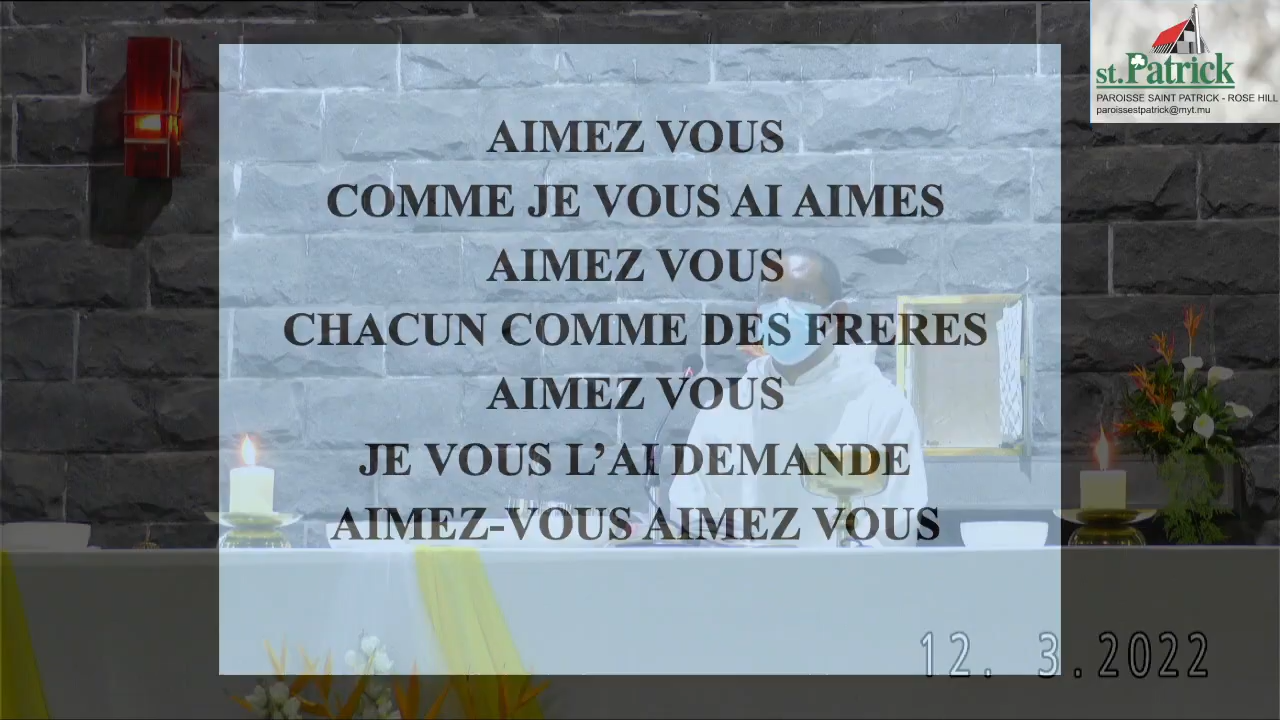 st.Patrick
PAROISSE SAINT PATRICK - ROSE HILL
paroissestpatrick@myt.mu
AIMEZ VOUS
COMME JE VOUS AI AIMES
AIMEZ VOUS
CHACUN COMME DES FRERES
AIMEZ VOUS
JE VOUS L’AI DEMANDE
AIMEZ-VOUS AIMEZ VOUS
12. 3.2022